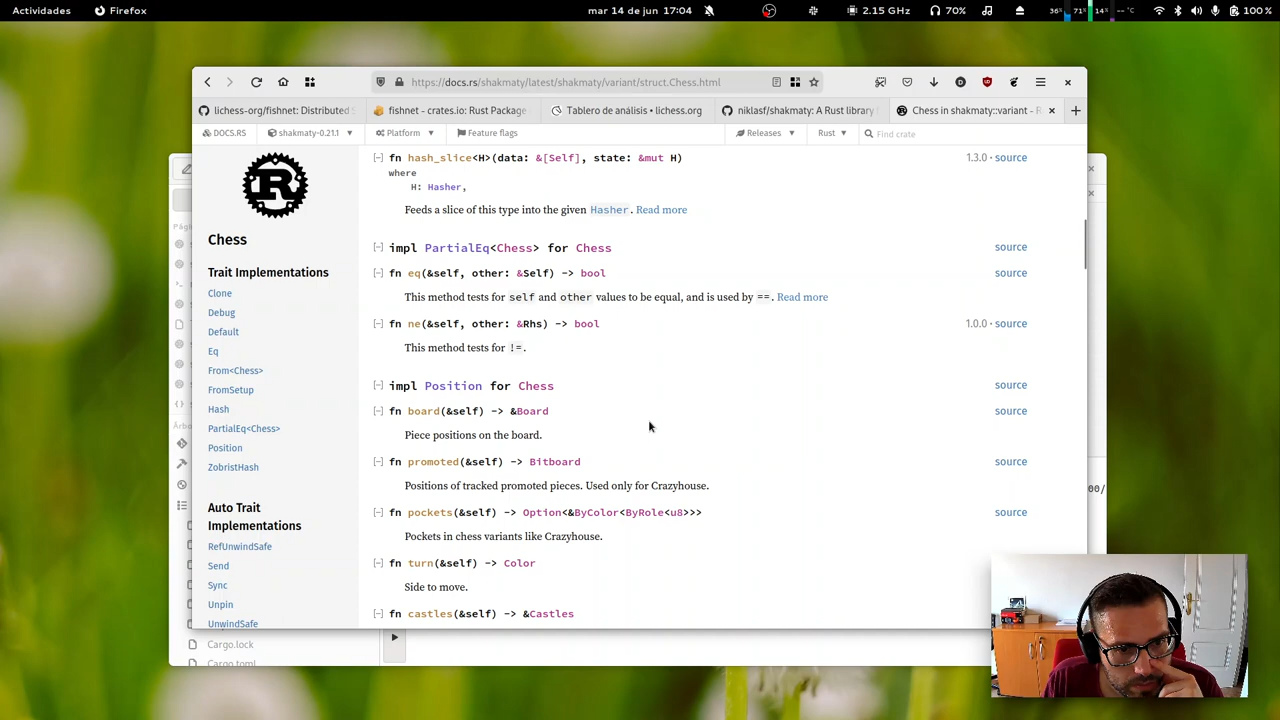 Actividades
Firefox
mar 14 de jun 17:04
2.15 GHz
70%
36%
71%
14%
-- °C
100 %
https://docs.rs/shakmaty/latest/shakmaty/variant/struct.Chess.html
lichess-org/fishnet: Distributed S
fishnet - crates.io: Rust Package
Tablero de análisis • lichess.org
niklasf/shakmaty: A Rust library f
Chess in shakmaty::variant - R
DOCS.RS
shakmaty-0.21.1
Platform
Feature flags
Releases
Rust
Find crate
Chess
Trait Implementations
Clone
Debug
Default
Eq
From<Chess>
FromSetup
Hash
PartialEq<Chess>
Position
ZobristHash
Auto Trait
Implementations
RefUnwindSafe
Send
Sync
Unpin
UnwindSafe
[-] fn hash_slice<H>(data: &[Self], state: &mut H)
1.3.0 · source
where
H: Hasher,
Feeds a slice of this type into the given Hasher. Read more
[-] impl PartialEq<Chess> for Chess
source
[-] fn eq(&self, other: &Self) -> bool
source
This method tests for self and other values to be equal, and is used by ==. Read more
[-] fn ne(&self, other: &Rhs) -> bool
1.0.0 · source
This method tests for !=.
[-] impl Position for Chess
source
[-] fn board(&self) -> &Board
source
Piece positions on the board.
[-] fn promoted(&self) -> Bitboard
source
Positions of tracked promoted pieces. Used only for Crazyhouse.
[-] fn pockets(&self) -> Option<&ByColor<ByRole<u8>>>
source
Pockets in chess variants like Crazyhouse.
[-] fn turn(&self) -> Color
Side to move.
[-] fn castles(&self) -> &Castles
Cargo.lock
Cargo.toml
00/